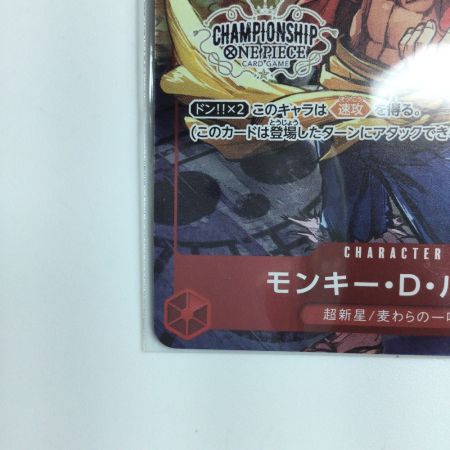 CHAMPIONSHIP
ONE PIECE
CARD GAME
ドン!!×2 このキャラは 速攻 を得る。
(このカードは登場したターンにアタックでき
CHARACTER
モンキー・D・ル
超新星/麦わらの一味